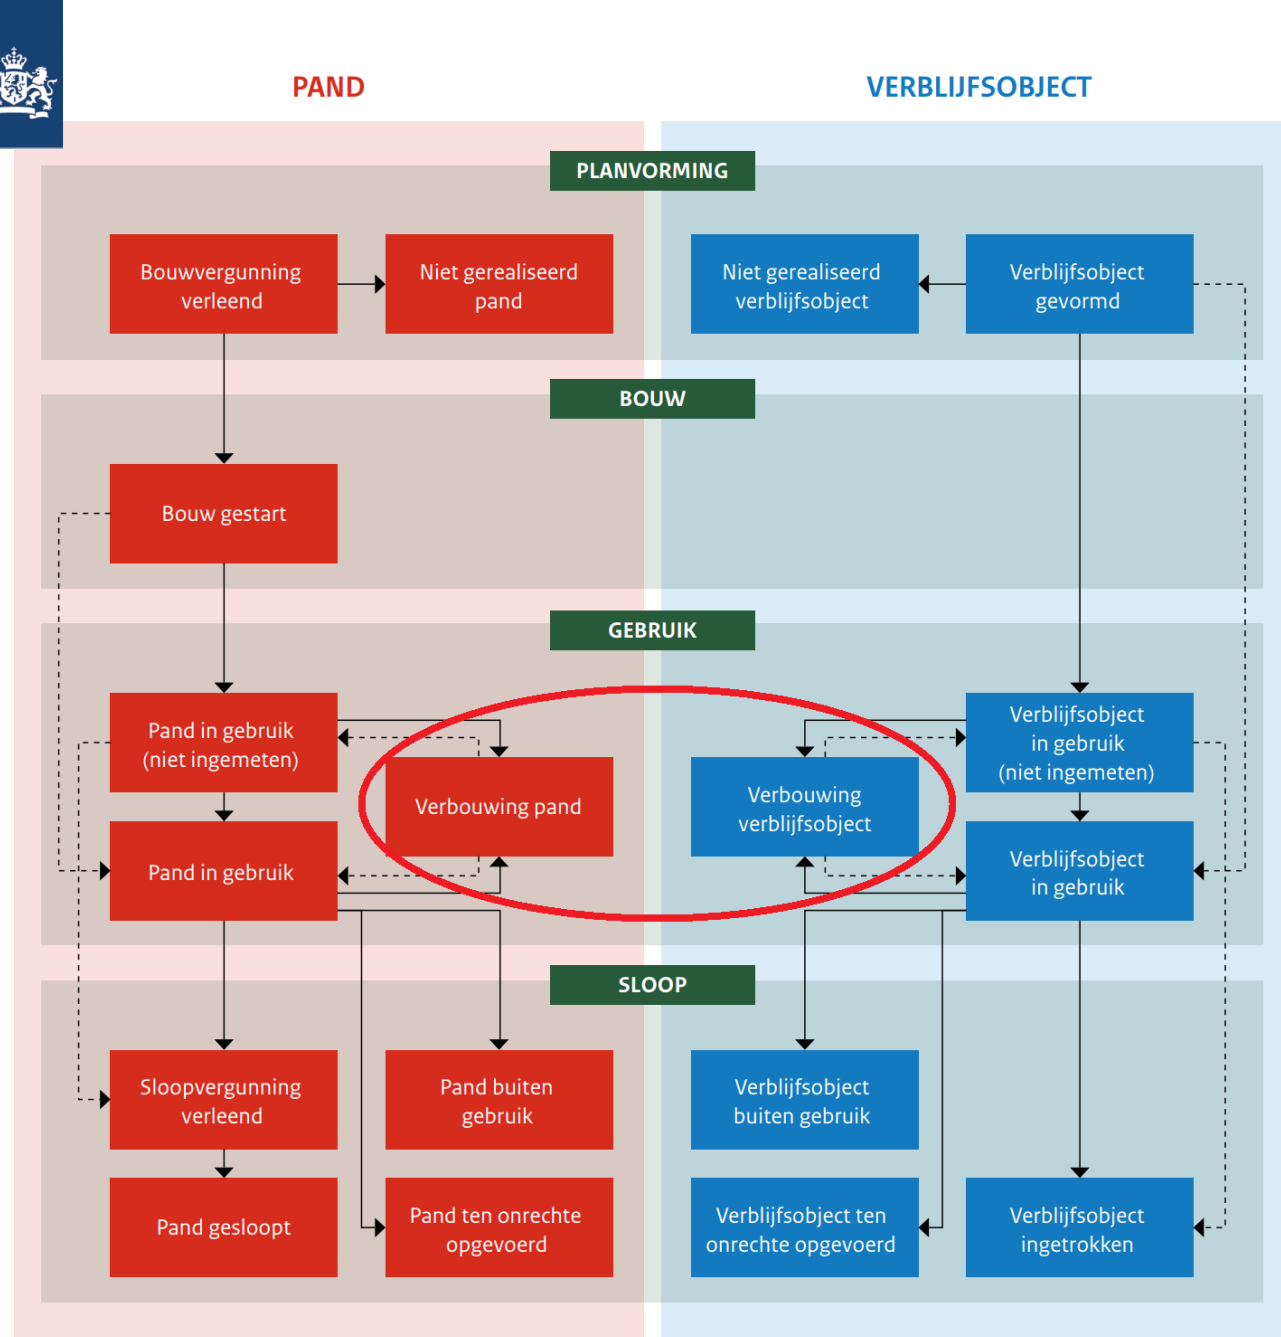 PAND
VERBLIJFSOBJECT
PLANVORMING
Bouwvergunning
verleend
Niet gerealiseerd
pand
Niet gerealiseerd
verblijfsobject
Verblijfsobject
gevormd
BOUW
Bouw gestart
GEBRUIK
Pand in gebruik
(niet ingemeten)
Verbouwing pand
Verbouwing
verblijfsobject
Verblijfsobject
in gebruik
(niet ingemeten)
Pand in gebruik
Verblijfsobject
in gebruik
SLOOP
Sloopvergunning
verleend
Pand buiten
gebruik
Verblijfsobject
buiten gebruik
Pand gesloopt
Pand ten onrechte
opgevoerd
Verblijfsobject ten
onrechte opgevoerd
Verblijfsobject
ingetrokken